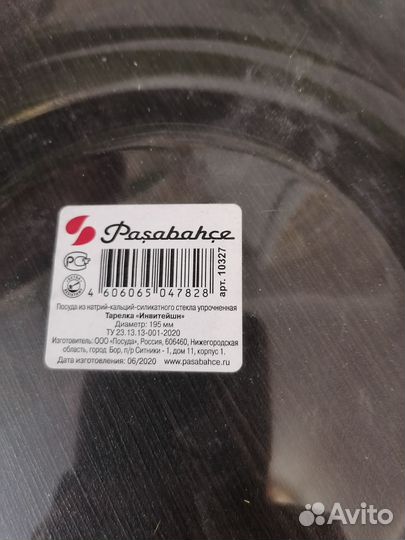 Paşabahçe
4 606065 047828
арт. 10327
Посуда из натрий-кальций-силикатного стекла упрочненная
Тарелка «Инвитейшн»
Диаметр: 195 мм
ТУ 23.13.13-001-2020
Изготовитель: ООО «Посуда», Россия, 606460, Нижегородская
область, город Бор, п/р Ситники - 1, дом 11, корпус 1.
Дата изготовления: 06/2020 www.pasabahce.ru
Avito